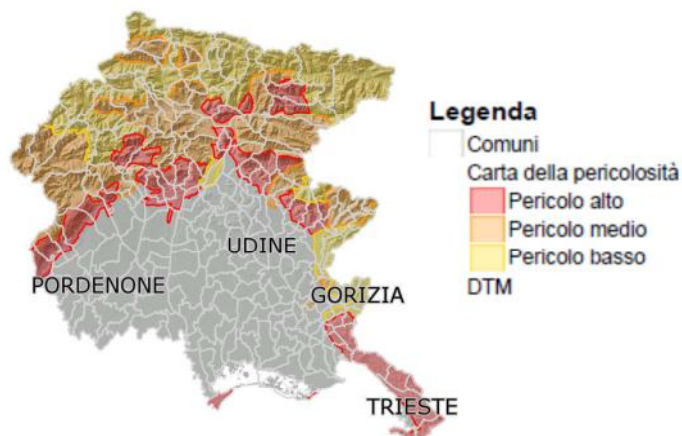 Legenda
Comuni
Carta della pericolosità
Pericolo alto
Pericolo medio
Pericolo basso
DTM
UDINE
PORDENONE
GORIZIA
TRIESTE